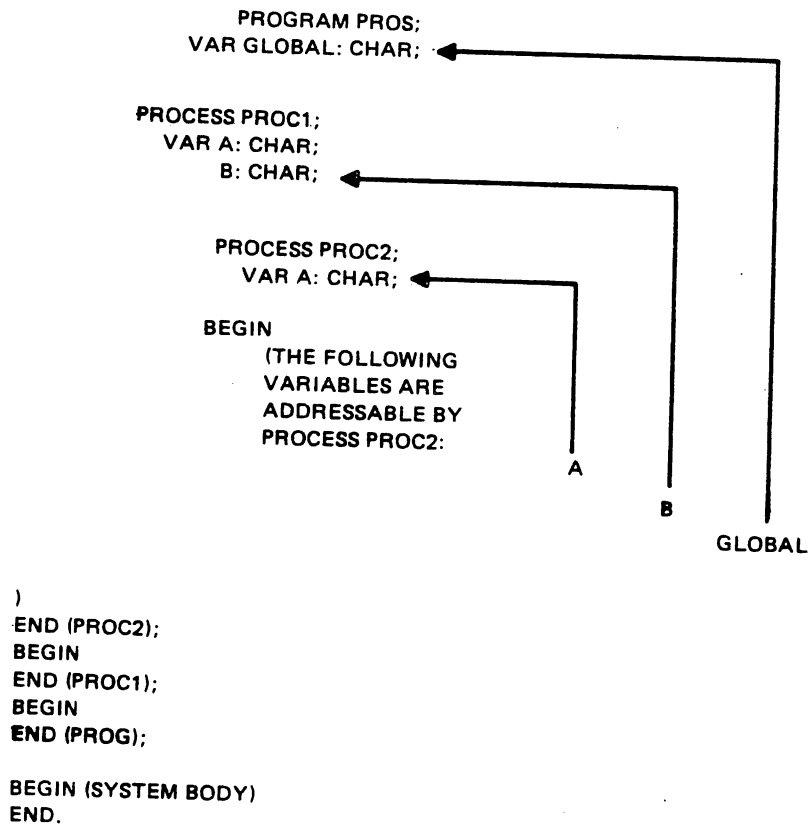 PROGRAM PROS;
VAR GLOBAL: CHAR;
PROCESS PROC1;
VAR A: CHAR;
B: CHAR;
PROCESS PROC2;
VAR A: CHAR;
BEGIN
(THE FOLLOWING
VARIABLES ARE
ADDRESSABLE BY
PROCESS PROC2:
A
B
GLOBAL
)
END (PROC2);
BEGIN
END (PROC1);
BEGIN
END (PROG);
BEGIN (SYSTEM BODY)
END.